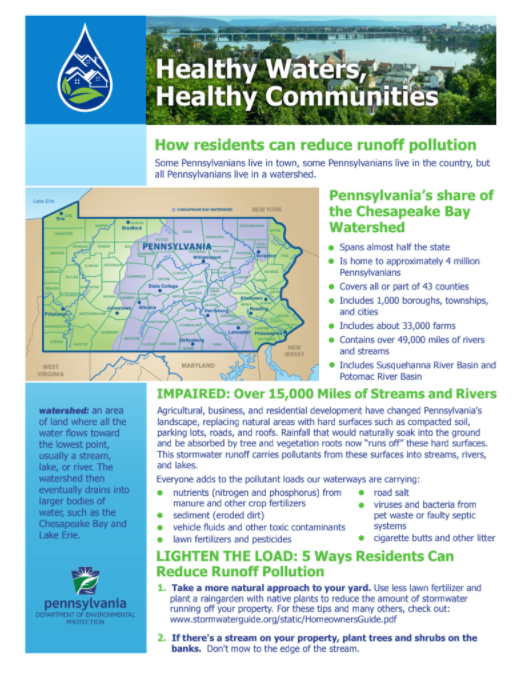 Healthy Waters,
Healthy Communities
How residents can reduce runoff pollution
Some Pennsylvanians live in town, some Pennsylvanians live in the country, but
all Pennsylvanians live in a watershed.
Lake Erie
CHESAPEAKE BAY WATERSHED
NEW YORK
Erie
Bradford
PENNSYLVANIA
Williamsport
Scranton
State College
Altoona
Allentown
Reading
Harrisburg
Pittsburgh
Johnstown
Lancaster
Philadelphia
Gettysburg
WEST
VIRGINIA
MARYLAND
NEW
JERSEY
Pennsylvania's share of
the Chesapeake Bay
Watershed
Spans almost half the state
Is home to approximately 4 million
Pennsylvanians
Covers all or part of 43 counties
Includes 1,000 boroughs, townships,
and cities
Includes about 33,000 farms
Contains over 49,000 miles of rivers
and streams
Includes Susquehanna River Basin and
Potomac River Basin
watershed: an area
of land where all the
water flows toward
the lowest point,
usually a stream,
lake, or river. The
watershed then
eventually drains into
larger bodies of
water, such as the
Chesapeake Bay and
Lake Erie.
pennsylvania
DEPARTMENT OF ENVIRONMENTAL
PROTECTION
IMPAIRED: Over 15,000 Miles of Streams and Rivers
Agricultural, business, and residential development have changed Pennsylvania's
landscape, replacing natural areas with hard surfaces such as compacted soil,
parking lots, roads, and roofs. Rainfall that would naturally soak into the ground
and be absorbed by tree and vegetation roots now "runs off" these hard surfaces.
This stormwater runoff carries pollutants from these surfaces into streams, rivers,
and lakes.
Everyone adds to the pollutant loads our waterways are carrying:
nutrients (nitrogen and phosphorus) from
manure and other crop fertilizers
sediment (eroded dirt)
vehicle fluids and other toxic contaminants
lawn fertilizers and pesticides
road salt
viruses and bacteria from
pet waste or faulty septic
systems
cigarette butts and other litter
LIGHTEN THE LOAD: 5 Ways Residents Can
Reduce Runoff Pollution
1. Take a more natural approach to your yard. Use less lawn fertilizer and
plant a raingarden with native plants to reduce the amount of stormwater
running off your property. For these tips and many others, check out:
www.stormwaterguide.org/static/HomeownersGuide.pdf
2. If there's a stream on your property, plant trees and shrubs on the
banks. Don't mow to the edge of the stream.